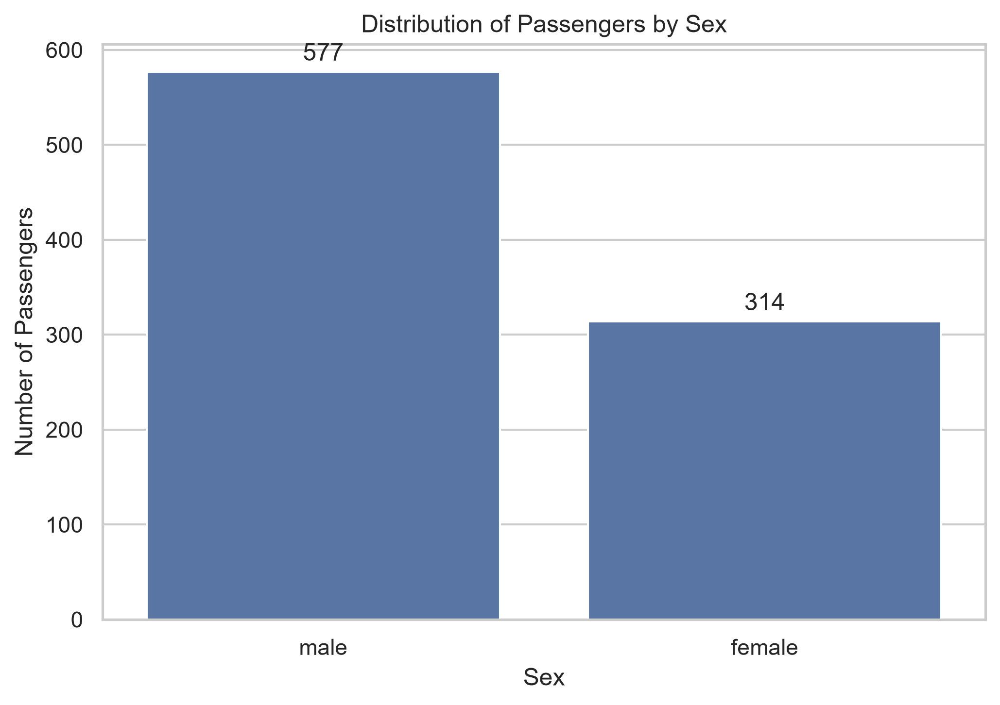 Distribution of Passengers by Sex
600
577
500
400
314
300
200
100
0
Number of Passengers
male
female
Sex